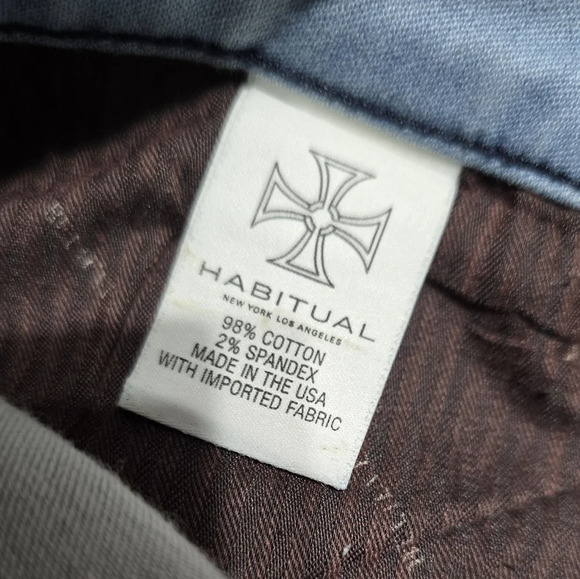 HABITUAL
NEW YORK LOS ANGELES
98% COTTON
2% SPANDEX
MADE IN THE USA
WITH IMPORTED FABRIC